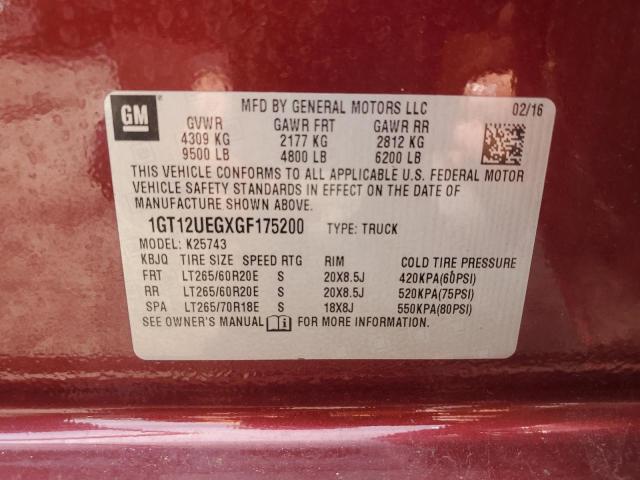 GM
MFD BY GENERAL MOTORS LLC 02/16
GVWR GAWR FRT GAWR RR
4309 KG 2177 KG 2812 KG
9500 LB 4800 LB 6200 LB
THIS VEHICLE CONFORMS TO ALL APPLICABLE U.S. FEDERAL MOTOR
VEHICLE SAFETY STANDARDS IN EFFECT ON THE DATE OF
MANUFACTURE SHOWN ABOVE.
1GT12UEGXGF175200 TYPE: TRUCK
MODEL: K25743
KBJQ TIRE SIZE SPEED RTG RIM COLD TIRE PRESSURE
FRT LT265/60R20E S 20X8.5J 420KPA(60PSI)
RR LT265/60R20E S 20X8.5J 520KPA(75PSI)
SPA LT265/70R18E S 18X8J 550KPA(80PSI)
SEE OWNER'S MANUAL FOR MORE INFORMATION.